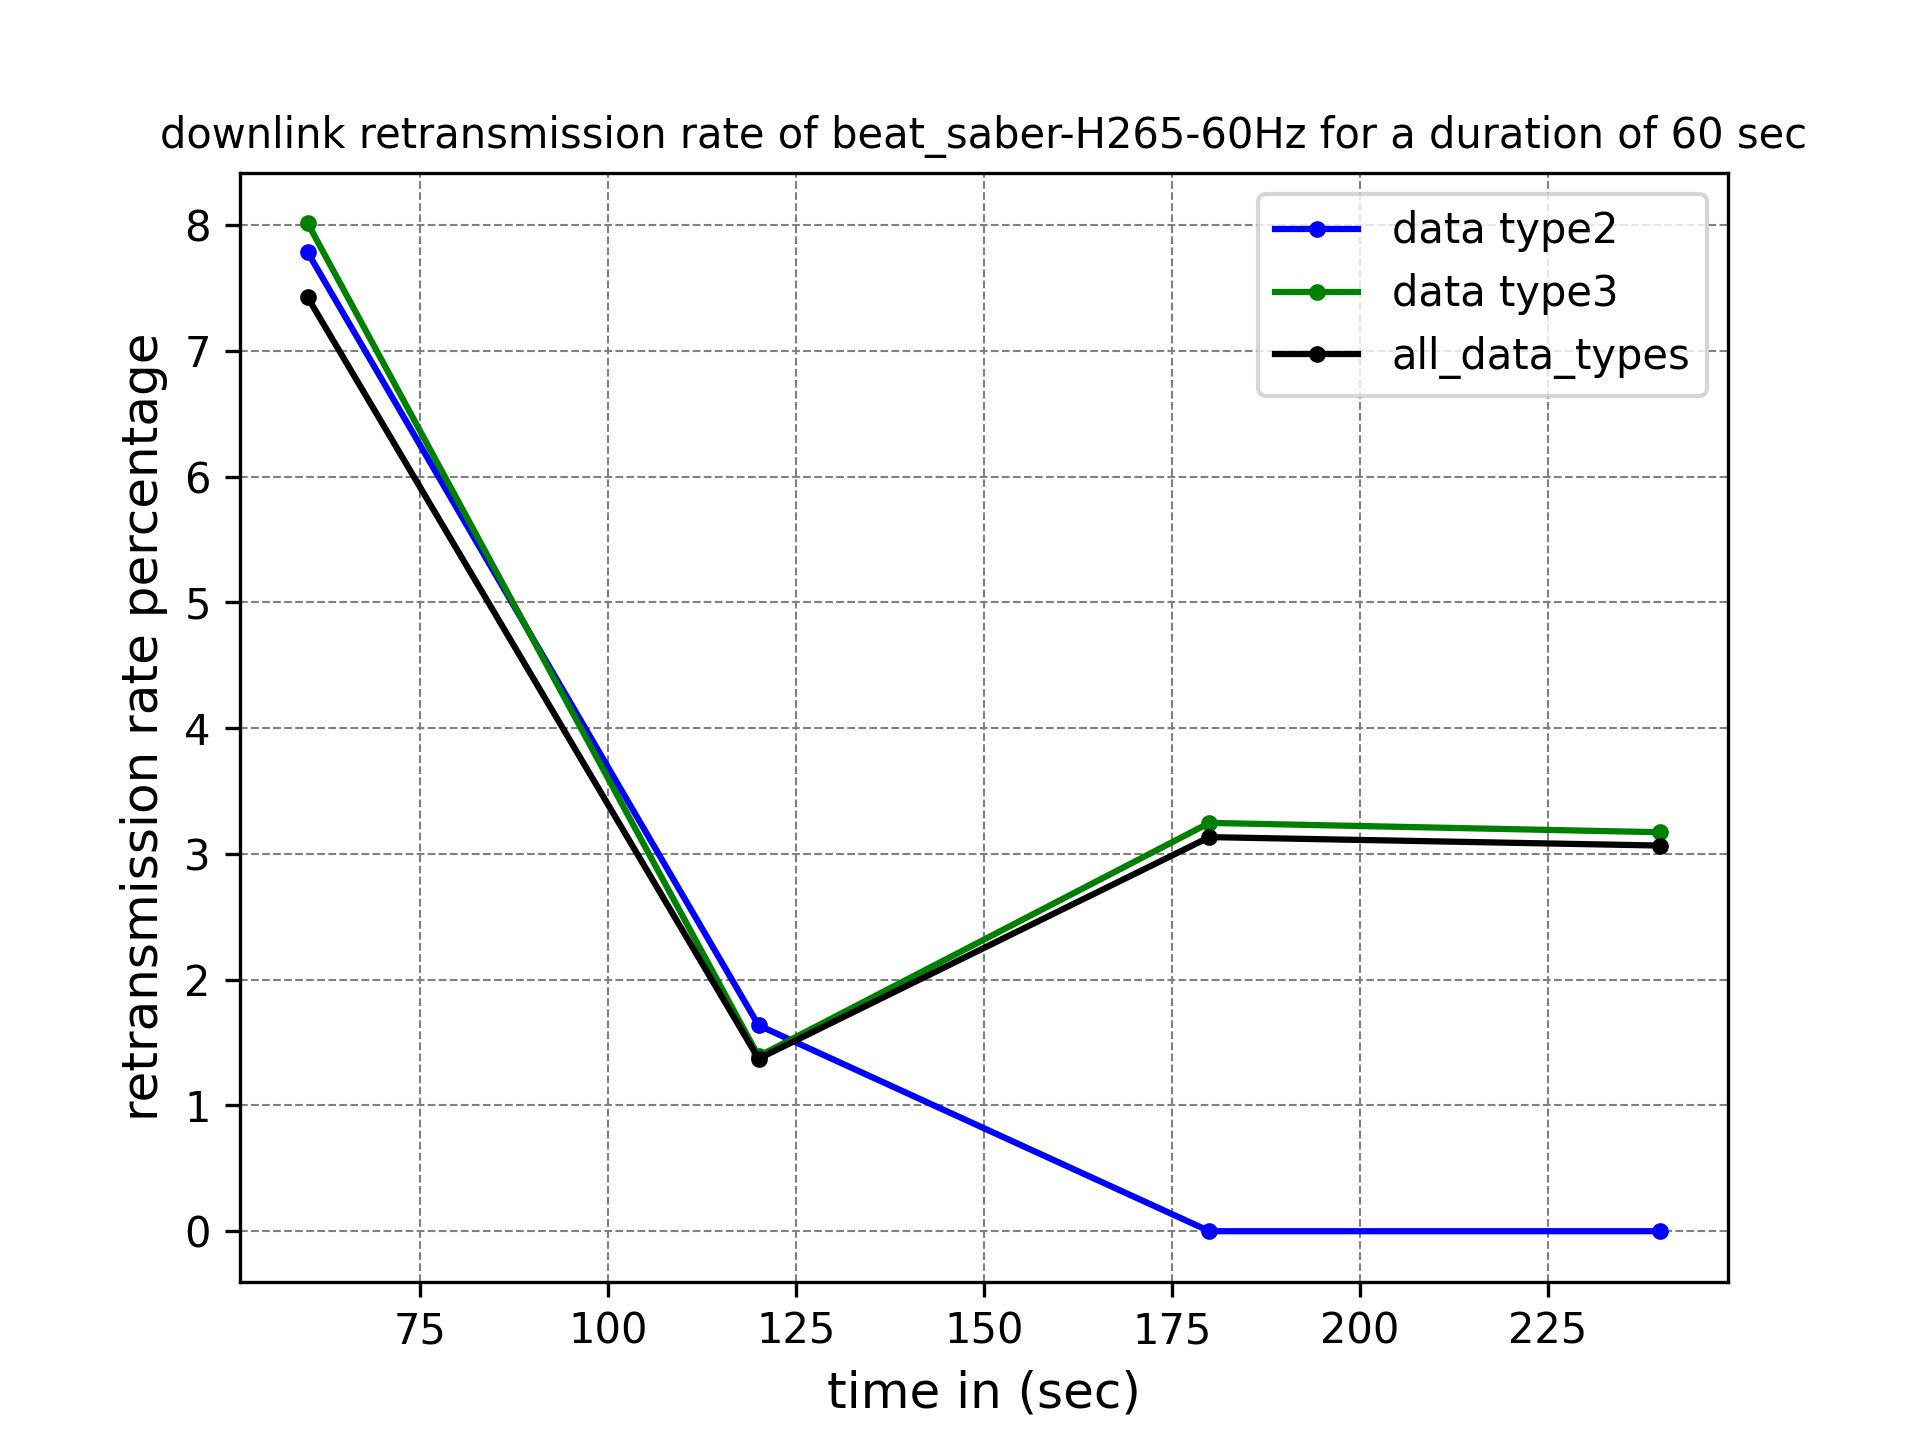 downlink retransmission rate of beat_saber-H265-60Hz for a duration of 60 sec
data type2
data type3
all_data_types
retransmission rate percentage
8
7
6
5
4
3
2
1
0
75 100 125 150 175 200 225
time in (sec)